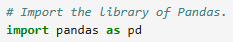 # Import the library of Pandas.
import pandas as pd